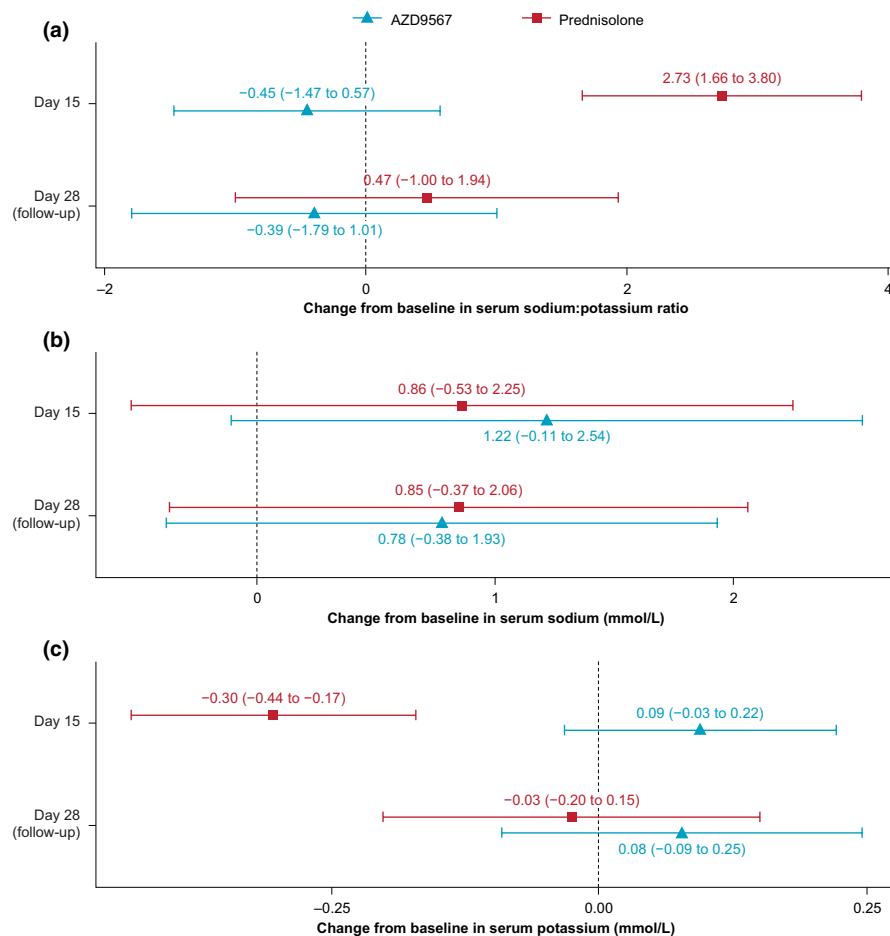 AZD9567 Prednisolone
(a)
Day 15
2.73 (1.66 to 3.80)
−0.45 (−1.47 to 0.57)
Day 28
(follow-up)
0.47 (−1.00 to 1.94)
−0.39 (−1.79 to 1.01)
−2 0 2 4
Change from baseline in serum sodium:potassium ratio
(b)
Day 15
0.86 (−0.53 to 2.25)
1.22 (−0.11 to 2.54)
Day 28
(follow-up)
0.85 (−0.37 to 2.06)
0.78 (−0.38 to 1.93)
0 1 2
Change from baseline in serum sodium (mmol/L)
(c)
Day 15
−0.30 (−0.44 to −0.17)
0.09 (−0.03 to 0.22)
Day 28
(follow-up)
−0.03 (−0.20 to 0.15)
0.08 (−0.09 to 0.25)
−0.25 0.00 0.25
Change from baseline in serum potassium (mmol/L)